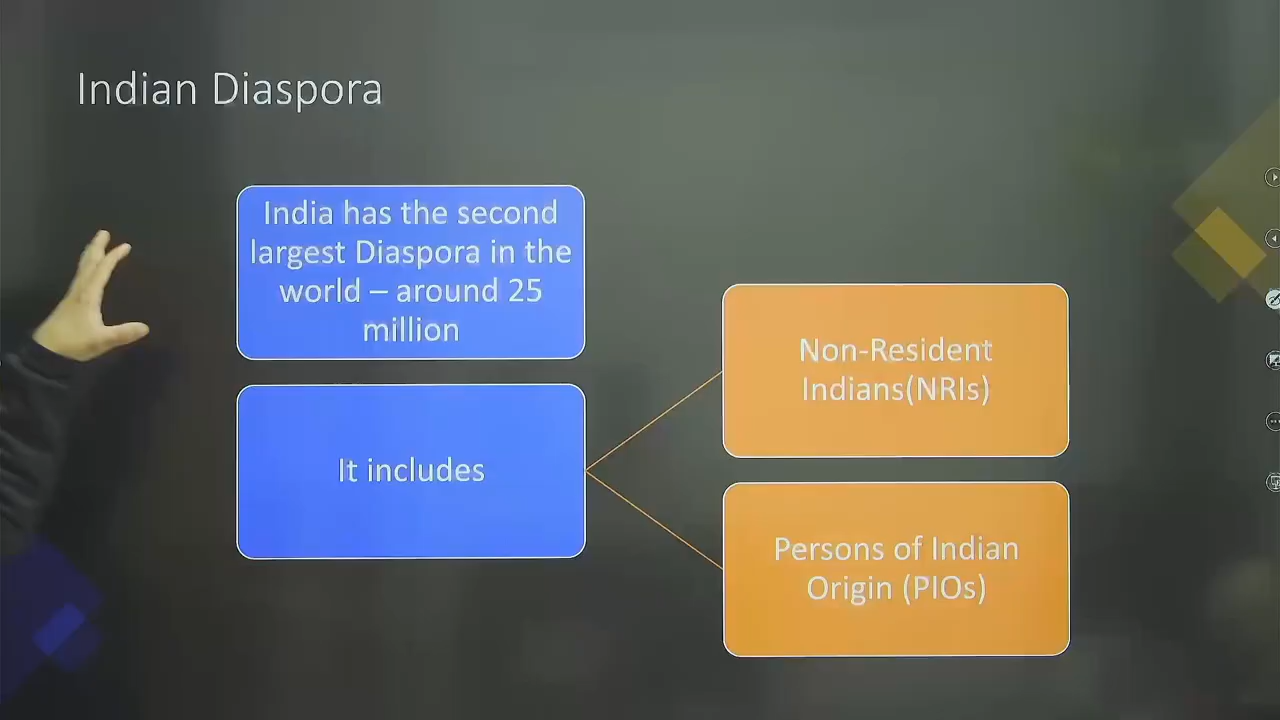 Indian Diaspora
India has the second
largest Diaspora in the
world – around 25
million
It includes
Non-Resident
Indians(NRIs)
Persons of Indian
Origin (PIOs)